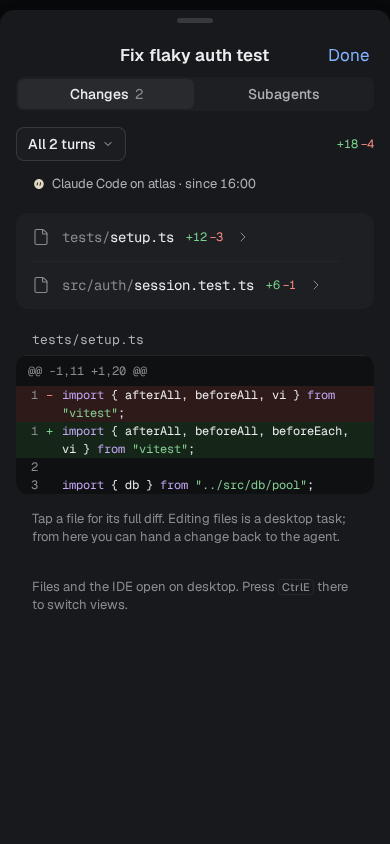 Fix flaky auth test
Done
Changes 2
Subagents
All 2 turns
+18 −4
Claude Code on atlas · since 16:00
tests/setup.ts +12 −3
src/auth/session.test.ts +6 −1
tests/setup.ts
@@ -1,11 +1,20 @@
1 − import { afterAll, beforeAll, vi } from
"vitest";
1 + import { afterAll, beforeAll, beforeEach,
vi } from "vitest";
2
3 import { db } from "../src/db/pool";
Tap a file for its full diff. Editing files is a desktop task;
from here you can hand a change back to the agent.
Files and the IDE open on desktop. Press CtrlE there
to switch views.